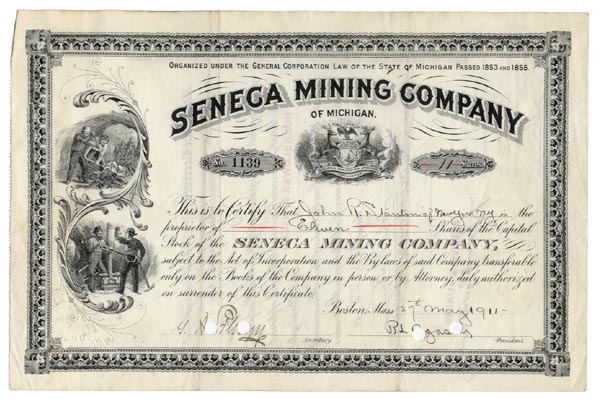 ORGANIZED UNDER THE GENERAL CORPORATION LAW OF THE STATE OF MICHIGAN PASSED 1853 AND 1855.
SENECA MINING COMPANY
OF MICHIGAN.
No. 1139
11 Shares
This is to Certify That John R. Stanton of New York NY is the
proprietor of Eleven Shares of the Capital
Stock of the SENECA MINING COMPANY,
subject to the Act of Incorporation and the By laws of said Company transferable
only on the Books of the Company in person or by Attorney, duly authorized
on surrender of this Certificate.
Boston, Mass 27th May 1911
Secretary
President